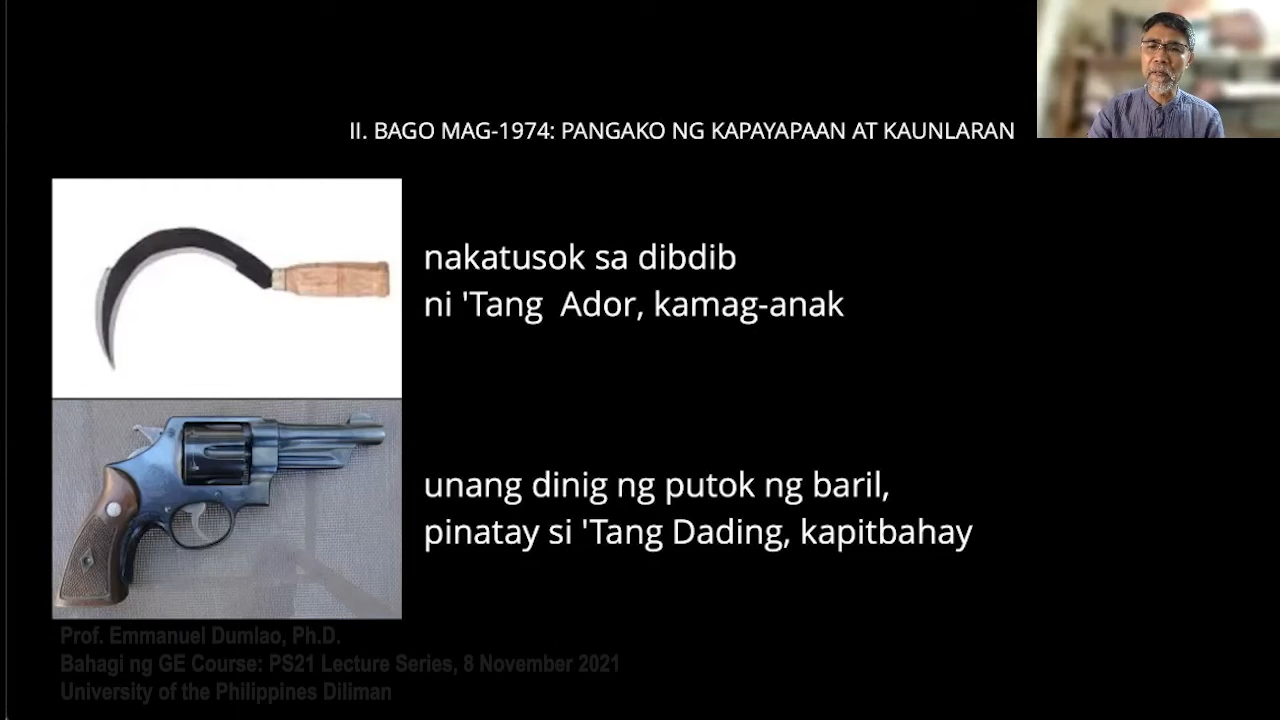 II. BAGO MAG-1974: PANGAKO NG KAPAYAPAAN AT KAUNLARAN
nakatusok sa dibdib
ni 'Tang Ador, kamag-anak
unang dinig ng putok ng baril,
pinatay si 'Tang Dading, kapitbahay
Prof. Emmanuel Dumlao, Ph.D.
Bahagi ng GE Course: PS21 Lecture Series, 8 November 2021
University of the Philippines Diliman